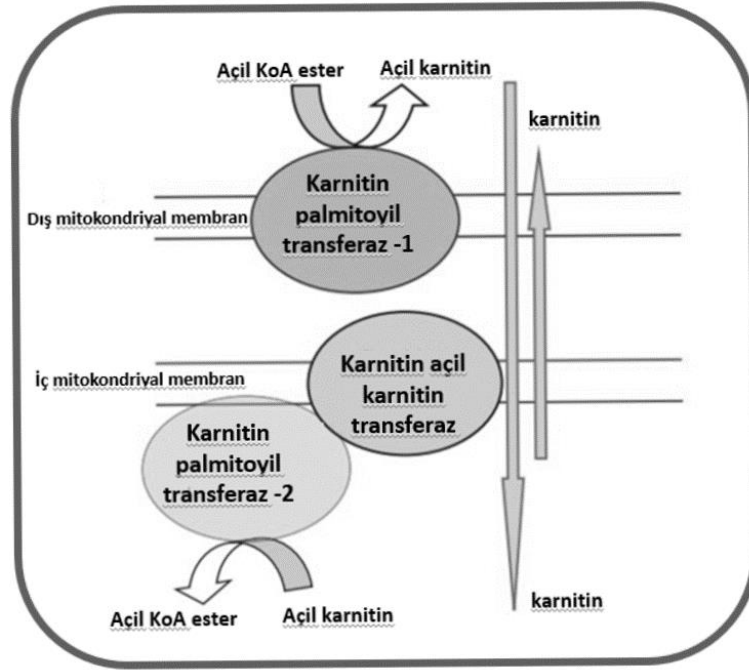 Açil KoA ester
Açil karnitin
karnitin
Karnitin
palmitoyil
transferaz -1
Dış mitokondriyal membran
Karnitin açil
karnitin
transferaz
İç mitokondriyal membran
Karnitin
palmitoyil
transferaz -2
Açil KoA ester
Açil karnitin
karnitin